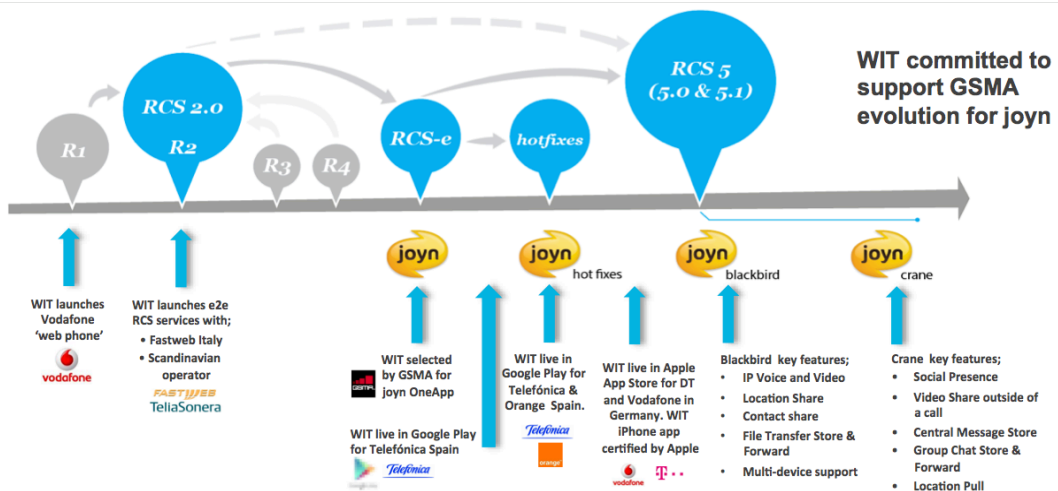 WIT committed to
support GSMA
evolution for joyn
RCS 5
(5.0 & 5.1)
RCS 2.0
R2
R1
R3
R4
RCS-e
hotfixes
joyn
joyn
hot fixes
joyn
blackbird
joyn
crane
WIT launches
Vodafone
‘web phone’
vodafone
WIT launches e2e
RCS services with;
• Fastweb Italy
• Scandinavian
operator
FASTWEB
TeliaSonera
WIT selected
by GSMA for
joyn OneApp
GSMA
WIT live in Google Play
for Telefónica Spain
Telefónica
WIT live in
Google Play for
Telefónica &
Orange Spain.
Telefónica
orange
WIT live in Apple
App Store for DT
and Vodafone in
Germany. WIT
iPhone app
certified by Apple
vodafone
T
Blackbird key features;
• IP Voice and Video
• Location Share
• Contact share
• File Transfer Store &
Forward
• Multi-device support
Crane key features;
• Social Presence
• Video Share outside of
a call
• Central Message Store
• Group Chat Store &
Forward
• Location Pull